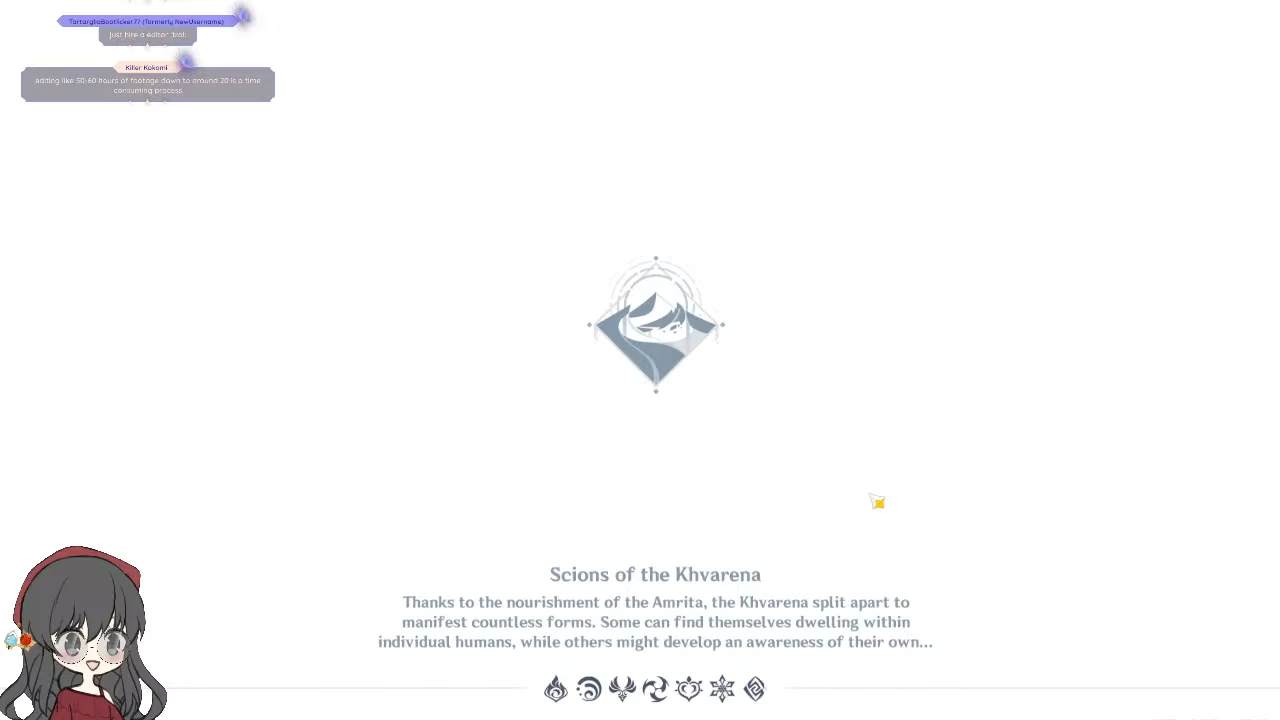 TartargliaBootlicker77 (formerly NewUsername)
just hire a editor :trol:
Killer Kokomi
editing like 50-60 hours of footage down to around 20 is a time
consuming process
Scions of the Khvarena
Thanks to the nourishment of the Amrita, the Khvarena split apart to
manifest countless forms. Some can find themselves dwelling within
individual humans, while others might develop an awareness of their own...